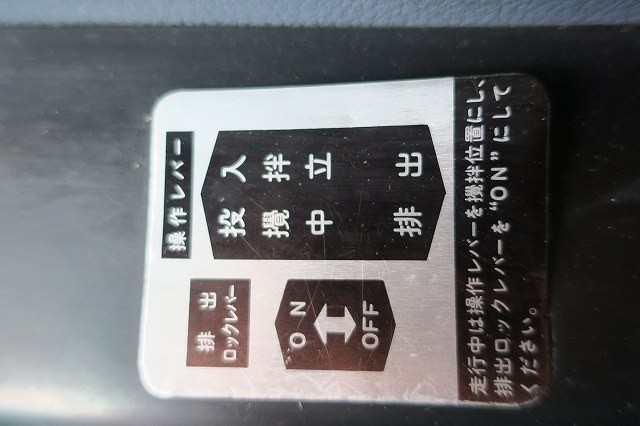 排出
ロックレバー
ON
OFF
操作レバー
投入
攪拌
中立
排出
走行中は操作レバーを攪拌位置にし、
排出ロックレバーを“ON”にして
ください。